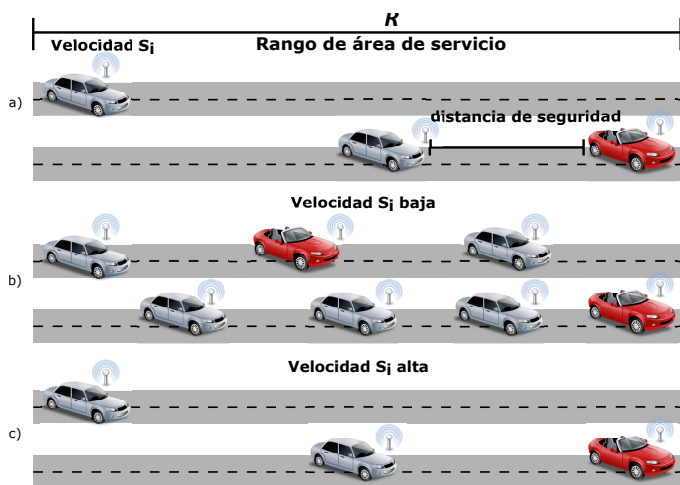 R
Velocidad Si
Rango de área de servicio
a)
distancia de seguridad
Velocidad Si baja
b)
Velocidad Si alta
c)